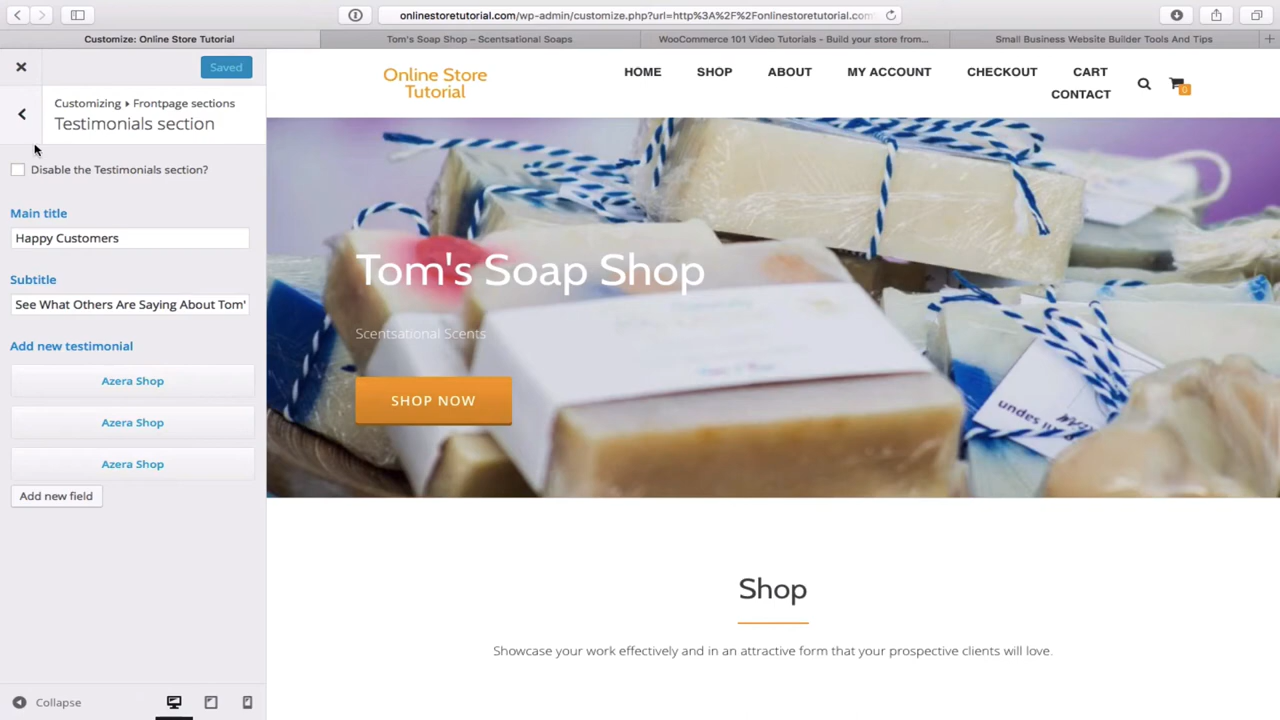 onlinestoretutorial.com/wp-admin/customize.php?url=http%3A%2F%2Fonlinestoretutorial.com
Customize: Online Store Tutorial
Tom's Soap Shop – Scentsational Soaps
WooCommerce 101 Video Tutorials - Build your store from...
Small Business Website Builder Tools And Tips
Saved
Customizing ▸ Frontpage sections
Testimonials section
Disable the Testimonials section?
Main title
Happy Customers
Subtitle
See What Others Are Saying About Tom'
Add new testimonial
Azera Shop
Azera Shop
Azera Shop
Add new field
Collapse
Online Store
Tutorial
HOME
SHOP
ABOUT
MY ACCOUNT
CHECKOUT
CART
CONTACT
0
Tom's Soap Shop
Scentsational Scents
SHOP NOW
Shop
Showcase your work effectively and in an attractive form that your prospective clients will love.